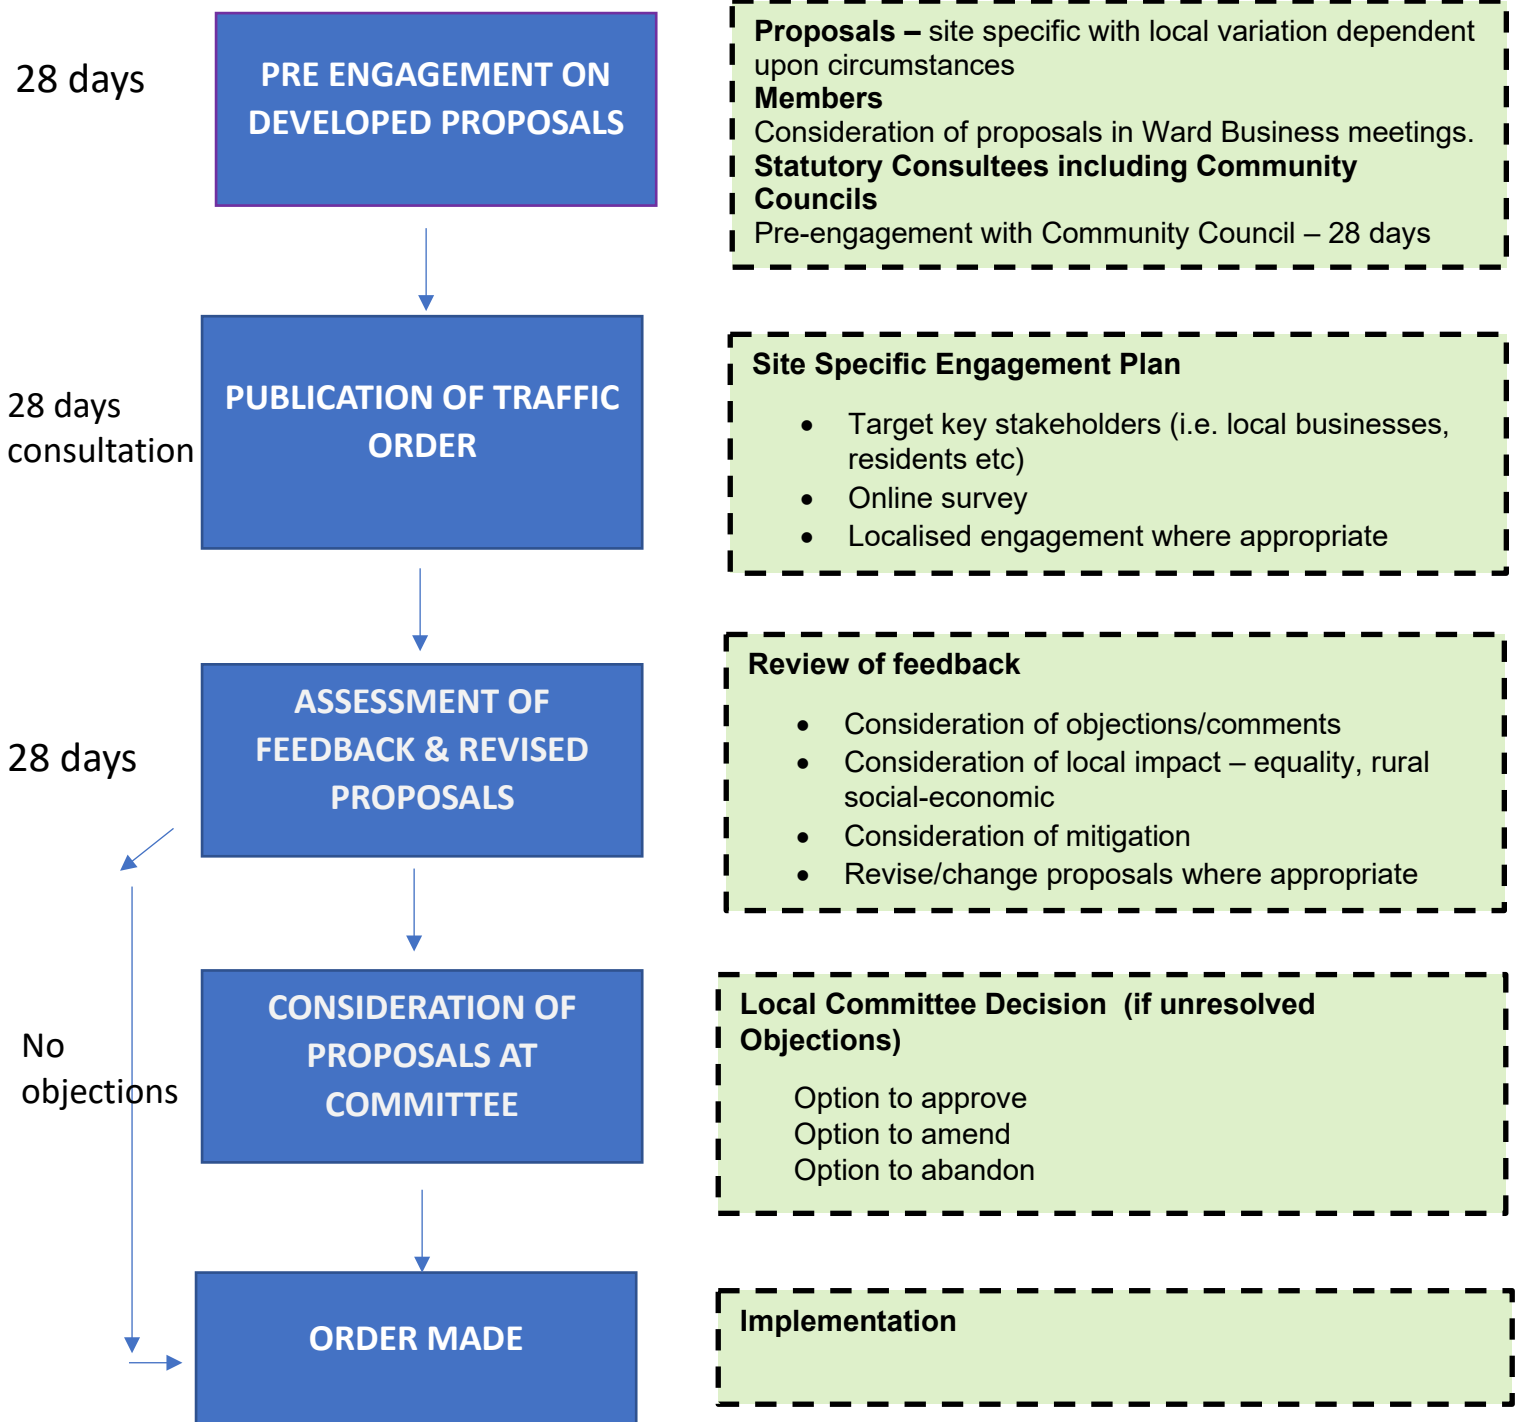 28 days
PRE ENGAGEMENT ON
DEVELOPED PROPOSALS
Proposals – site specific with local variation dependent
upon circumstances
Members
Consideration of proposals in Ward Business meetings.
Statutory Consultees including Community
Councils
Pre-engagement with Community Council – 28 days
28 days
consultation
PUBLICATION OF TRAFFIC
ORDER
Site Specific Engagement Plan
• Target key stakeholders (i.e. local businesses,
residents etc)
• Online survey
• Localised engagement where appropriate
28 days
ASSESSMENT OF
FEEDBACK & REVISED
PROPOSALS
Review of feedback
• Consideration of objections/comments
• Consideration of local impact – equality, rural
social-economic
• Consideration of mitigation
• Revise/change proposals where appropriate
No
objections
CONSIDERATION OF
PROPOSALS AT
COMMITTEE
Local Committee Decision (if unresolved
Objections)
Option to approve
Option to amend
Option to abandon
ORDER MADE
Implementation